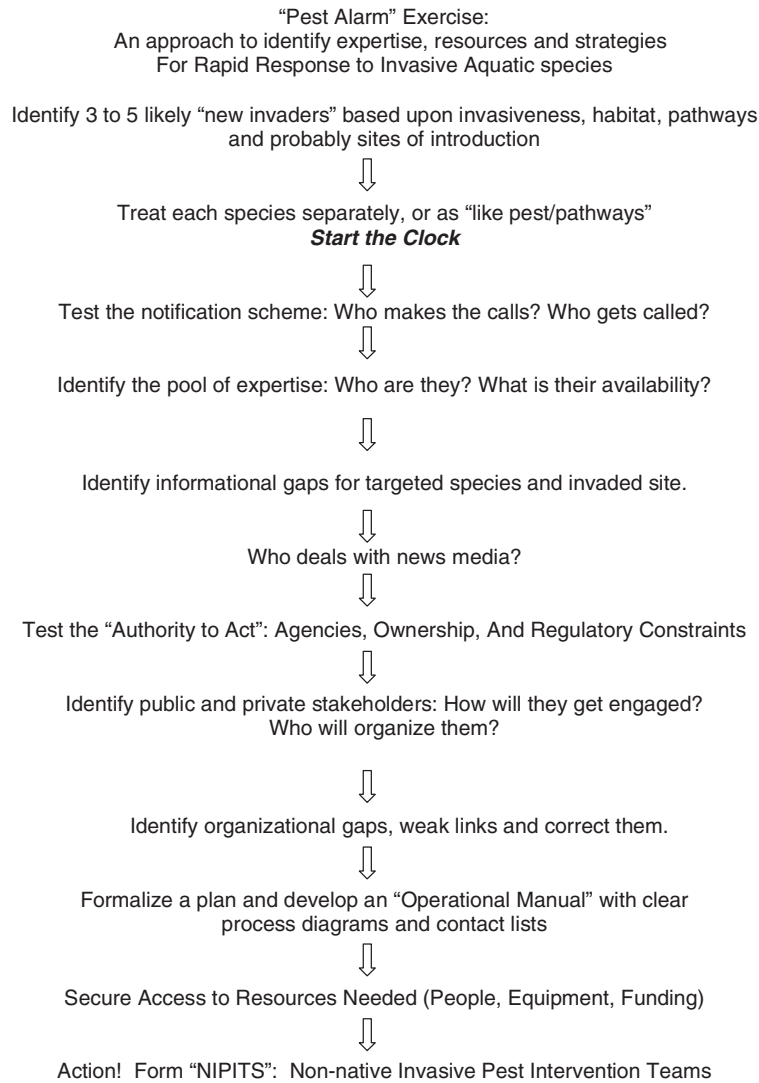 “Pest Alarm” Exercise:
An approach to identify expertise, resources and strategies
For Rapid Response to Invasive Aquatic species
Identify 3 to 5 likely “new invaders” based upon invasiveness, habitat, pathways
and probably sites of introduction
Treat each species separately, or as “like pest/pathways”
Start the Clock
Test the notification scheme: Who makes the calls? Who gets called?
Identify the pool of expertise: Who are they? What is their availability?
Identify informational gaps for targeted species and invaded site.
Who deals with news media?
Test the “Authority to Act”: Agencies, Ownership, And Regulatory Constraints
Identify public and private stakeholders: How will they get engaged?
Who will organize them?
Identify organizational gaps, weak links and correct them.
Formalize a plan and develop an “Operational Manual” with clear
process diagrams and contact lists
Secure Access to Resources Needed (People, Equipment, Funding)
Action! Form “NIPITS”: Non-native Invasive Pest Intervention Teams